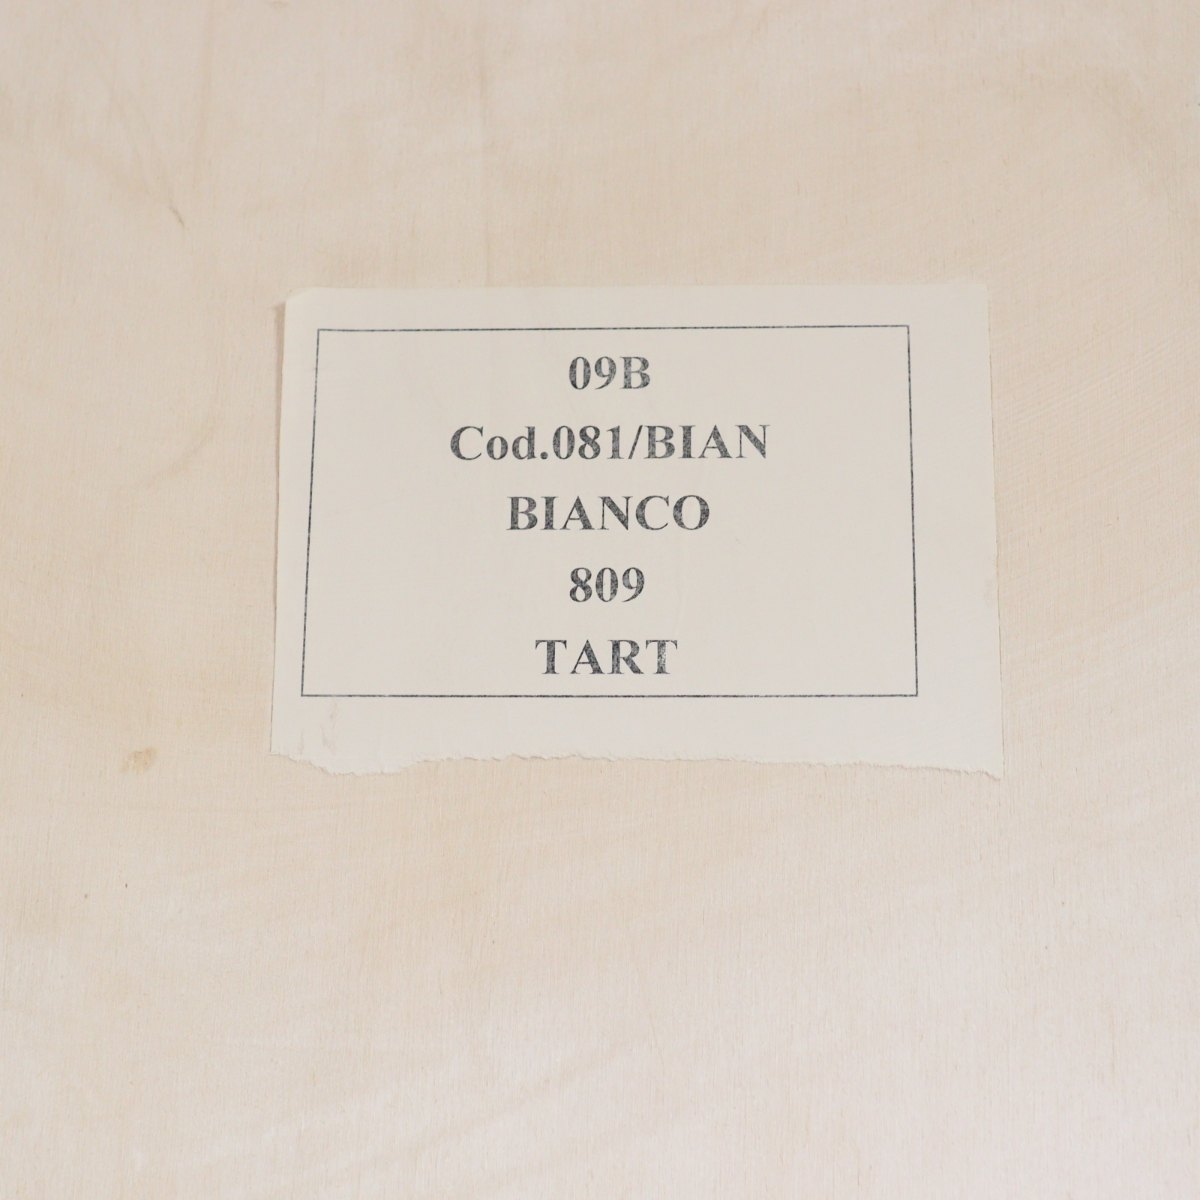 09B
Cod.081/BIAN
BIANCO
809
TART